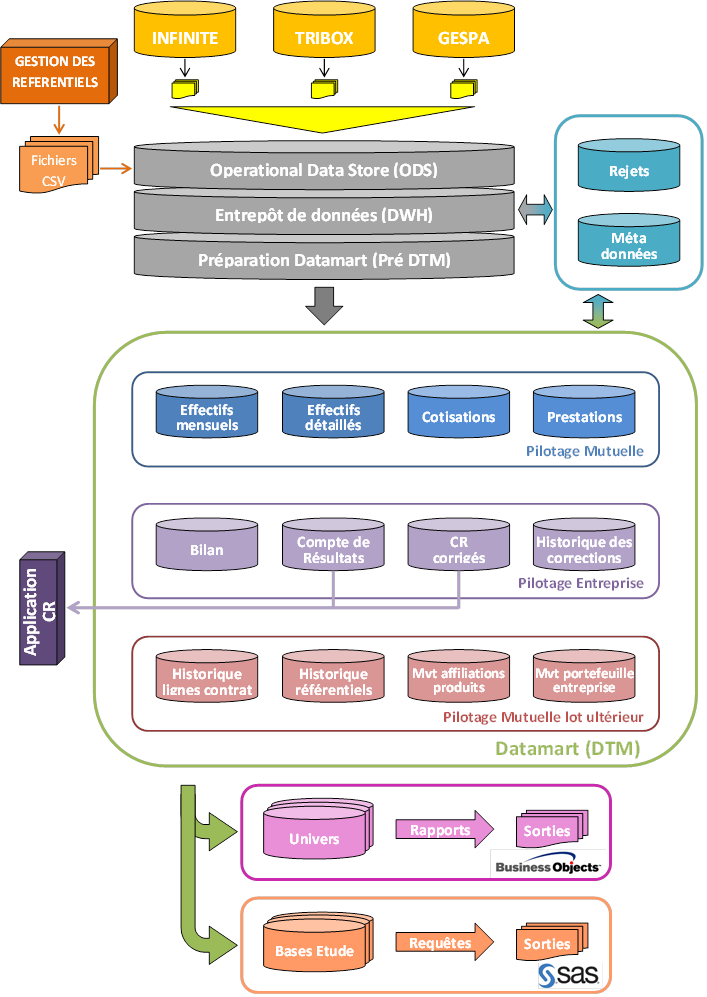 INFINITE
TRIBOX
GESPA
GESTION DES
REFERENTIELS
Fichiers
CSV
Operational Data Store (ODS)
Entrepôt de données (DWH)
Préparation Datamart (Pré DTM)
Rejets
Méta
données
Effectifs
mensuels
Effectifs
détaillés
Cotisations
Prestations
Pilotage Mutuelle
Bilan
Compte de
Résultats
CR
corrigés
Historique des
corrections
Pilotage Entreprise
Application
CR
Historique
lignes contrat
Historique
référentiels
Mvt affiliations
produits
Mvt portefeuille
entreprise
Pilotage Mutuelle lot ultérieur
Datamart (DTM)
Univers
Rapports
Sorties
Business Objects
Bases Etude
Requêtes
Sorties
sas